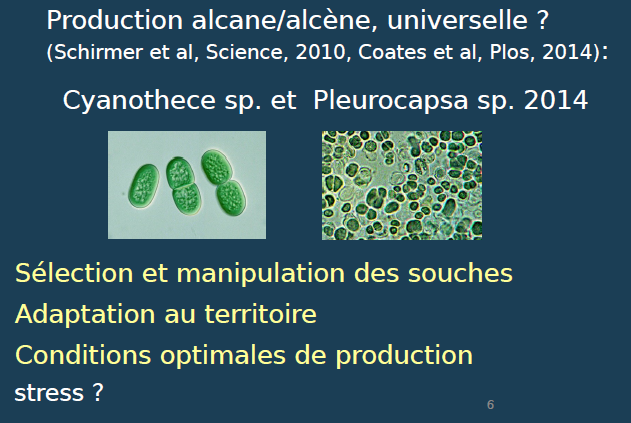 Production alcane/alcène, universelle ?
(Schirmer et al, Science, 2010, Coates et al, Plos, 2014):
Cyanothece sp. et  Pleurocapsa sp. 2014
Sélection et manipulation des souches
Adaptation au territoire
Conditions optimales de production
stress ?
6